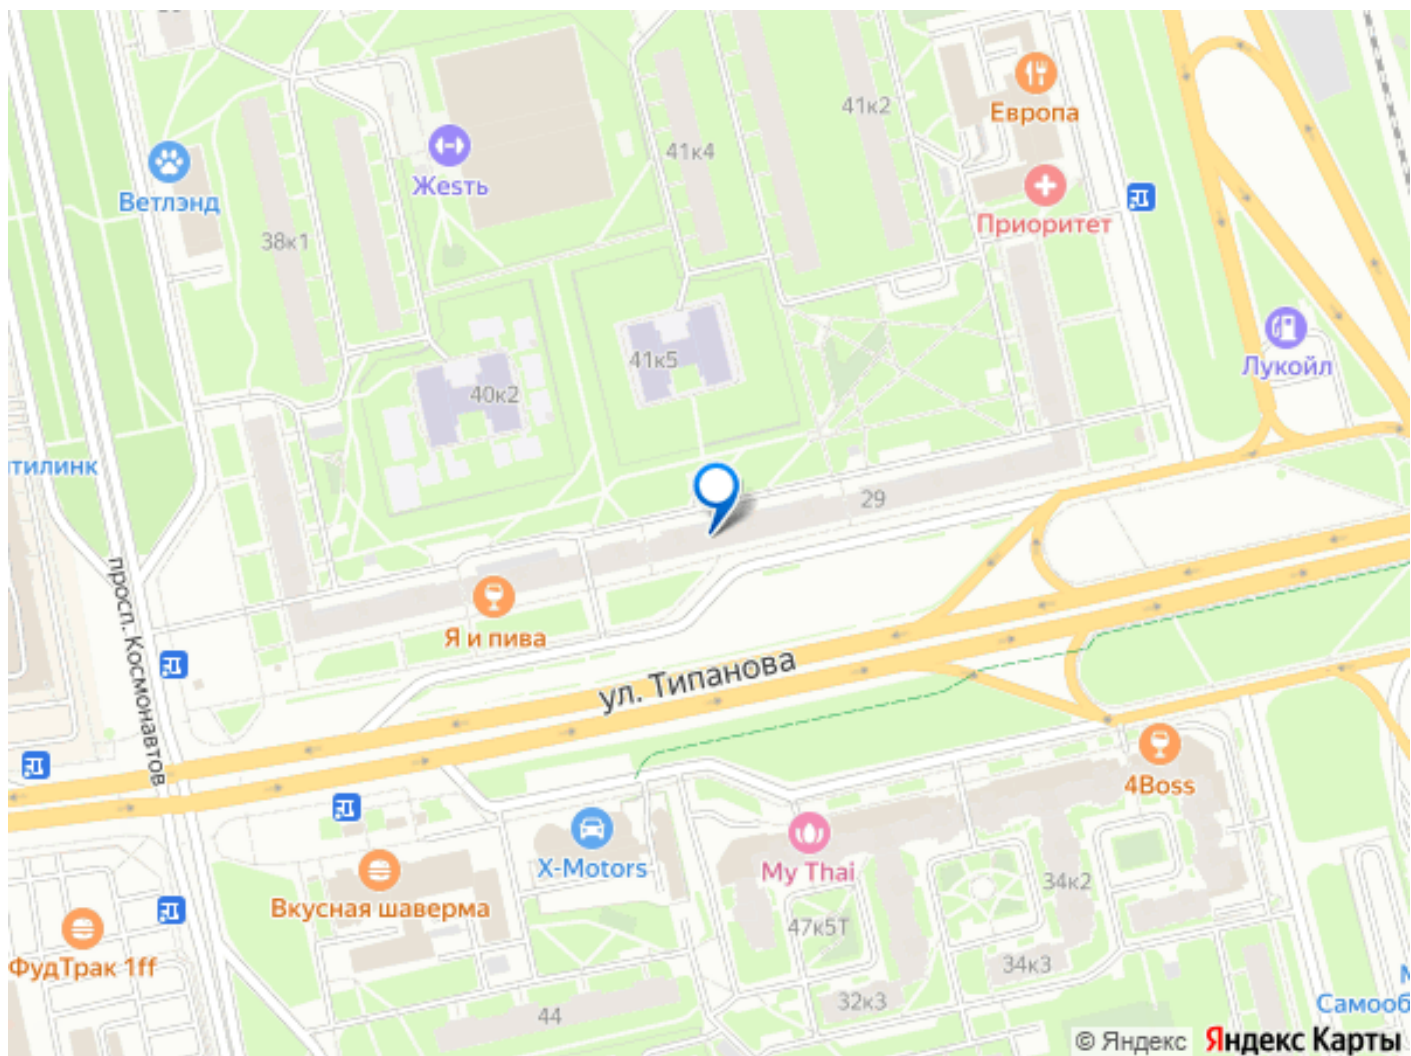 41к2
Европа
41к4
Жеsть
Ветлэнд
Приоритет
38к1
41к5
Лукойл
40к2
тилинк
29
просп. Космонавтов
Я и пива
ул. Типанова
4Boss
X-Motors
My Thai
34к2
Вкусная шаверма
47к5Т
ФудТрак 1ff
34к3
32к3
44
М
Самооб
© Яндекс
Яндекс Карты